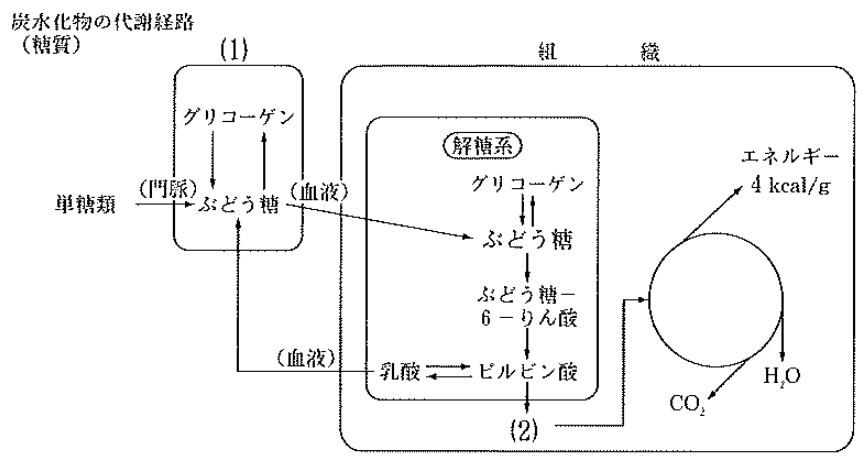 炭水化物の代謝経路
（糖質）
(1)
組織
グリコーゲン
解糖系
エネルギー
4 kcal/g
グリコーゲン
単糖類
(門脈)
ぶどう糖
(血液)
ぶどう糖
ぶどう糖−
6−りん酸
(血液)
乳酸
ピルビン酸
H₂O
CO₂
(2)